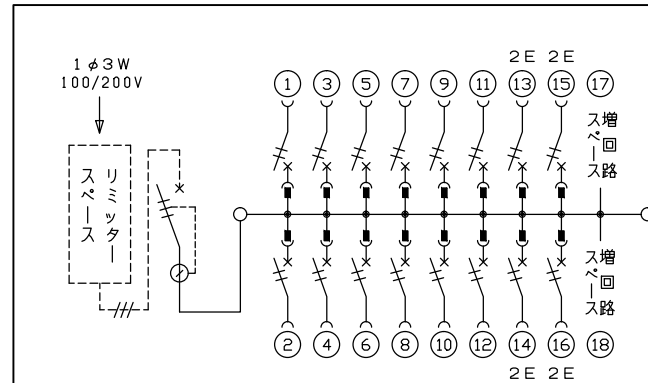 1φ3W
100/200V
リミッター
スペース
2E 2E
① ③ ⑤ ⑦ ⑨ ⑪ ⑬ ⑮ ⑰
増回路
スペース
増回路
スペース
② ④ ⑥ ⑧ ⑩ ⑫ ⑭ ⑯ ⑱
2E 2E